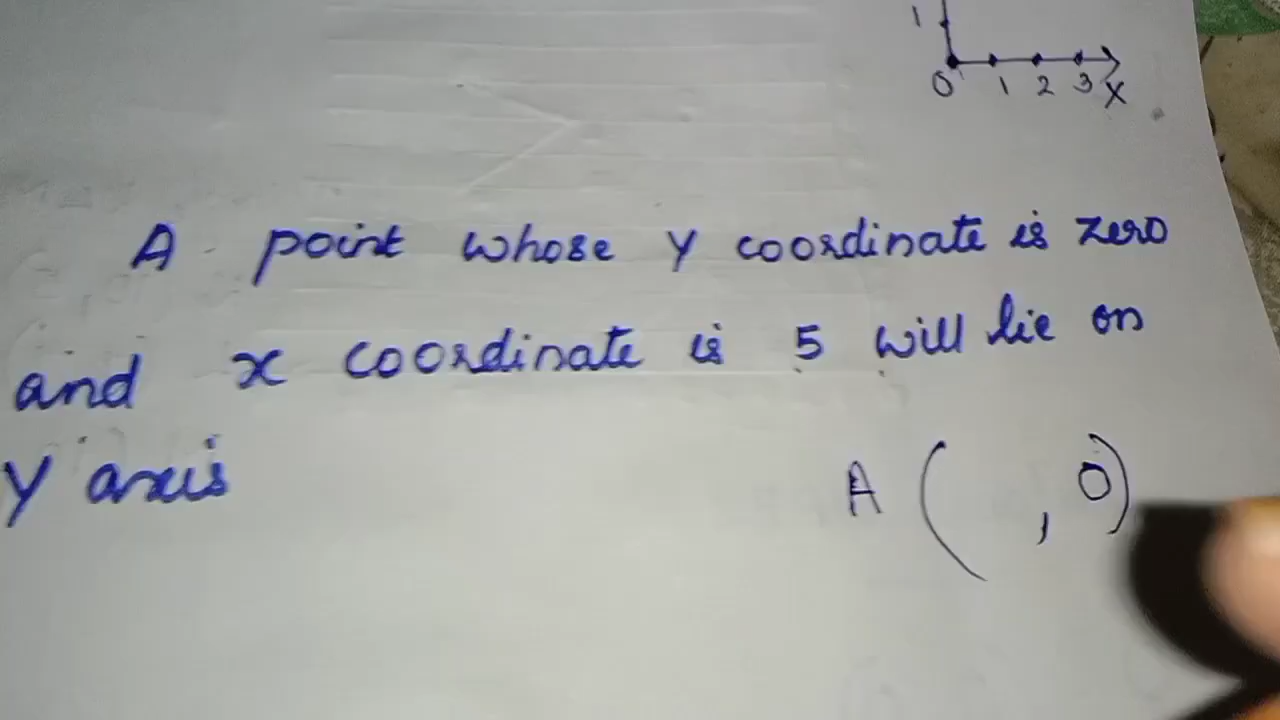 1
0 1 2 3 X
A point whose y coordinate is zero
and x coordinate is 5 will lie on
Y axis
A ( , 0)